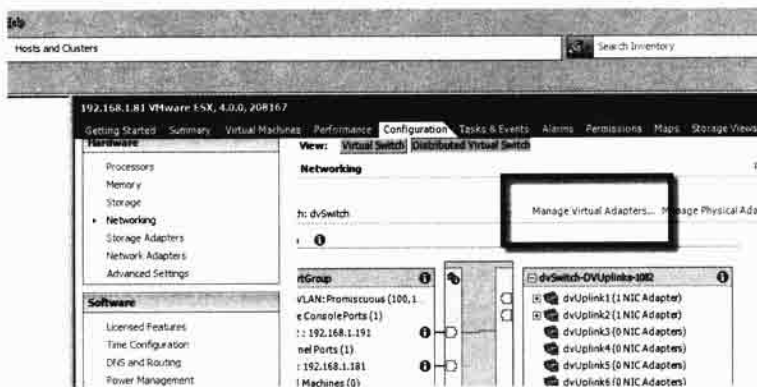 Hosts and Clusters
Search Inventory
192.168.1.81 VMware ESX, 4.0.0, 208167
Getting Started Summary Virtual Machines Performance Configuration Tasks & Events Alarms Permissions Maps Storage Views
Hardware
View: Virtual Switch Distributed Virtual Switch
Processors
Networking
Memory
Storage
Networking
: dvSwitch
Manage Virtual Adapters... Manage Physical Ada
Storage Adapters
Network Adapters
Advanced Settings
rtGroup
dvSwitch-DVUplinks-1082
Software
VLAN: Promiscuous (100, 1...
dvUplink1 (1 NIC Adapter)
Licensed Features
e Console Ports (1)
dvUplink2 (1 NIC Adapter)
: 192.168.1.191
dvUplink3 (0 NIC Adapters)
Time Configuration
nel Ports (1)
dvUplink4 (0 NIC Adapters)
DNS and Routing
: 192.168.1.181
dvUplink5 (0 NIC Adapters)
Power Management
l Machines (0)
dvUplink6 (0 NIC Adapters)